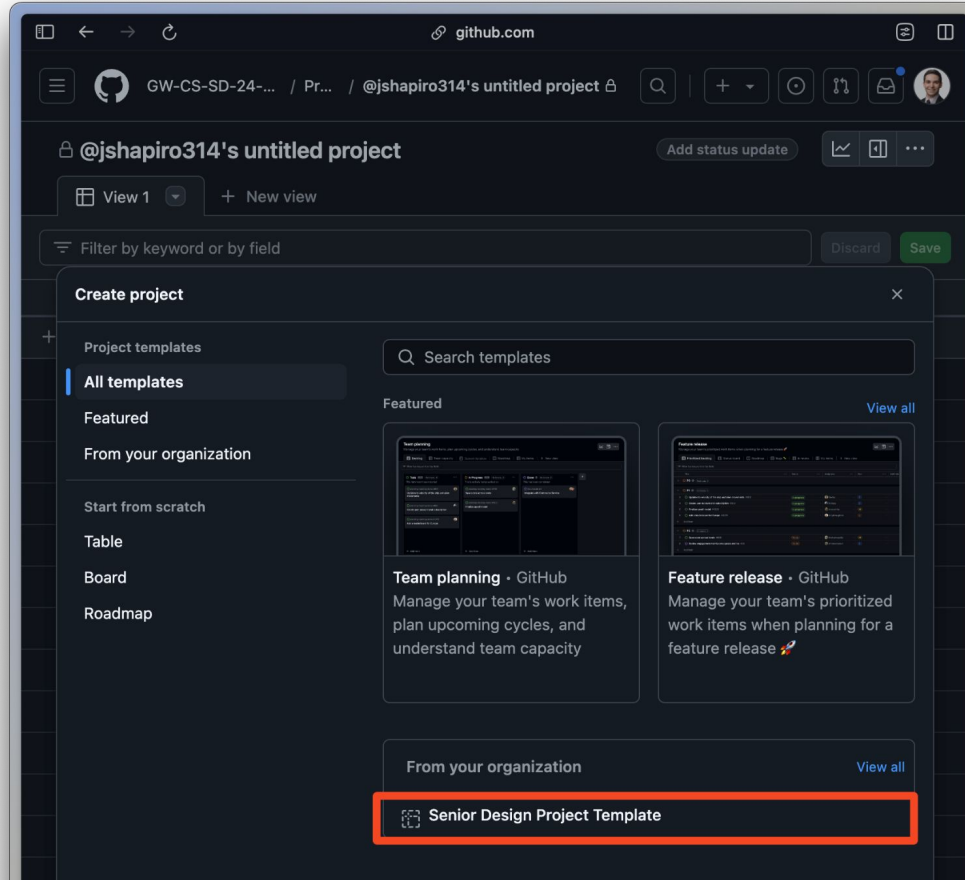 github.com
GW-CS-SD-24-... / Pr... / @jshapiro314's untitled project
@jshapiro314's untitled project
Add status update
View 1
New view
Filter by keyword or by field
Discard
Save
Create project
Project templates
All templates
Featured
From your organization
Start from scratch
Table
Board
Roadmap
Search templates
Featured
View all
Team planning
Team planning • GitHub
Manage your team's work items,
plan upcoming cycles, and
understand team capacity
Feature release
Feature release • GitHub
Manage your team's prioritized
work items when planning for a
feature release 🚀
From your organization
View all
Senior Design Project Template